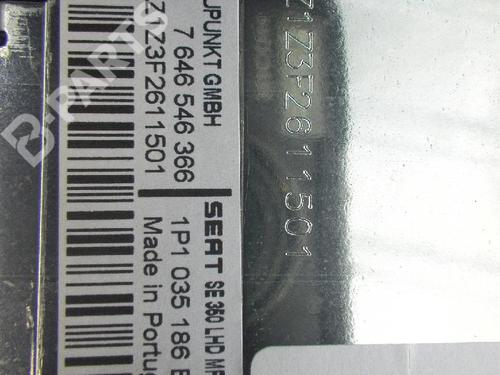 B-PARTS
UPUNKT GMBH
7 646 546 366
Z1Z3F2611501
SEAT SE 350 LHD MP
1P1 035 186 B
Made in Portug
Z1Z3F2611501